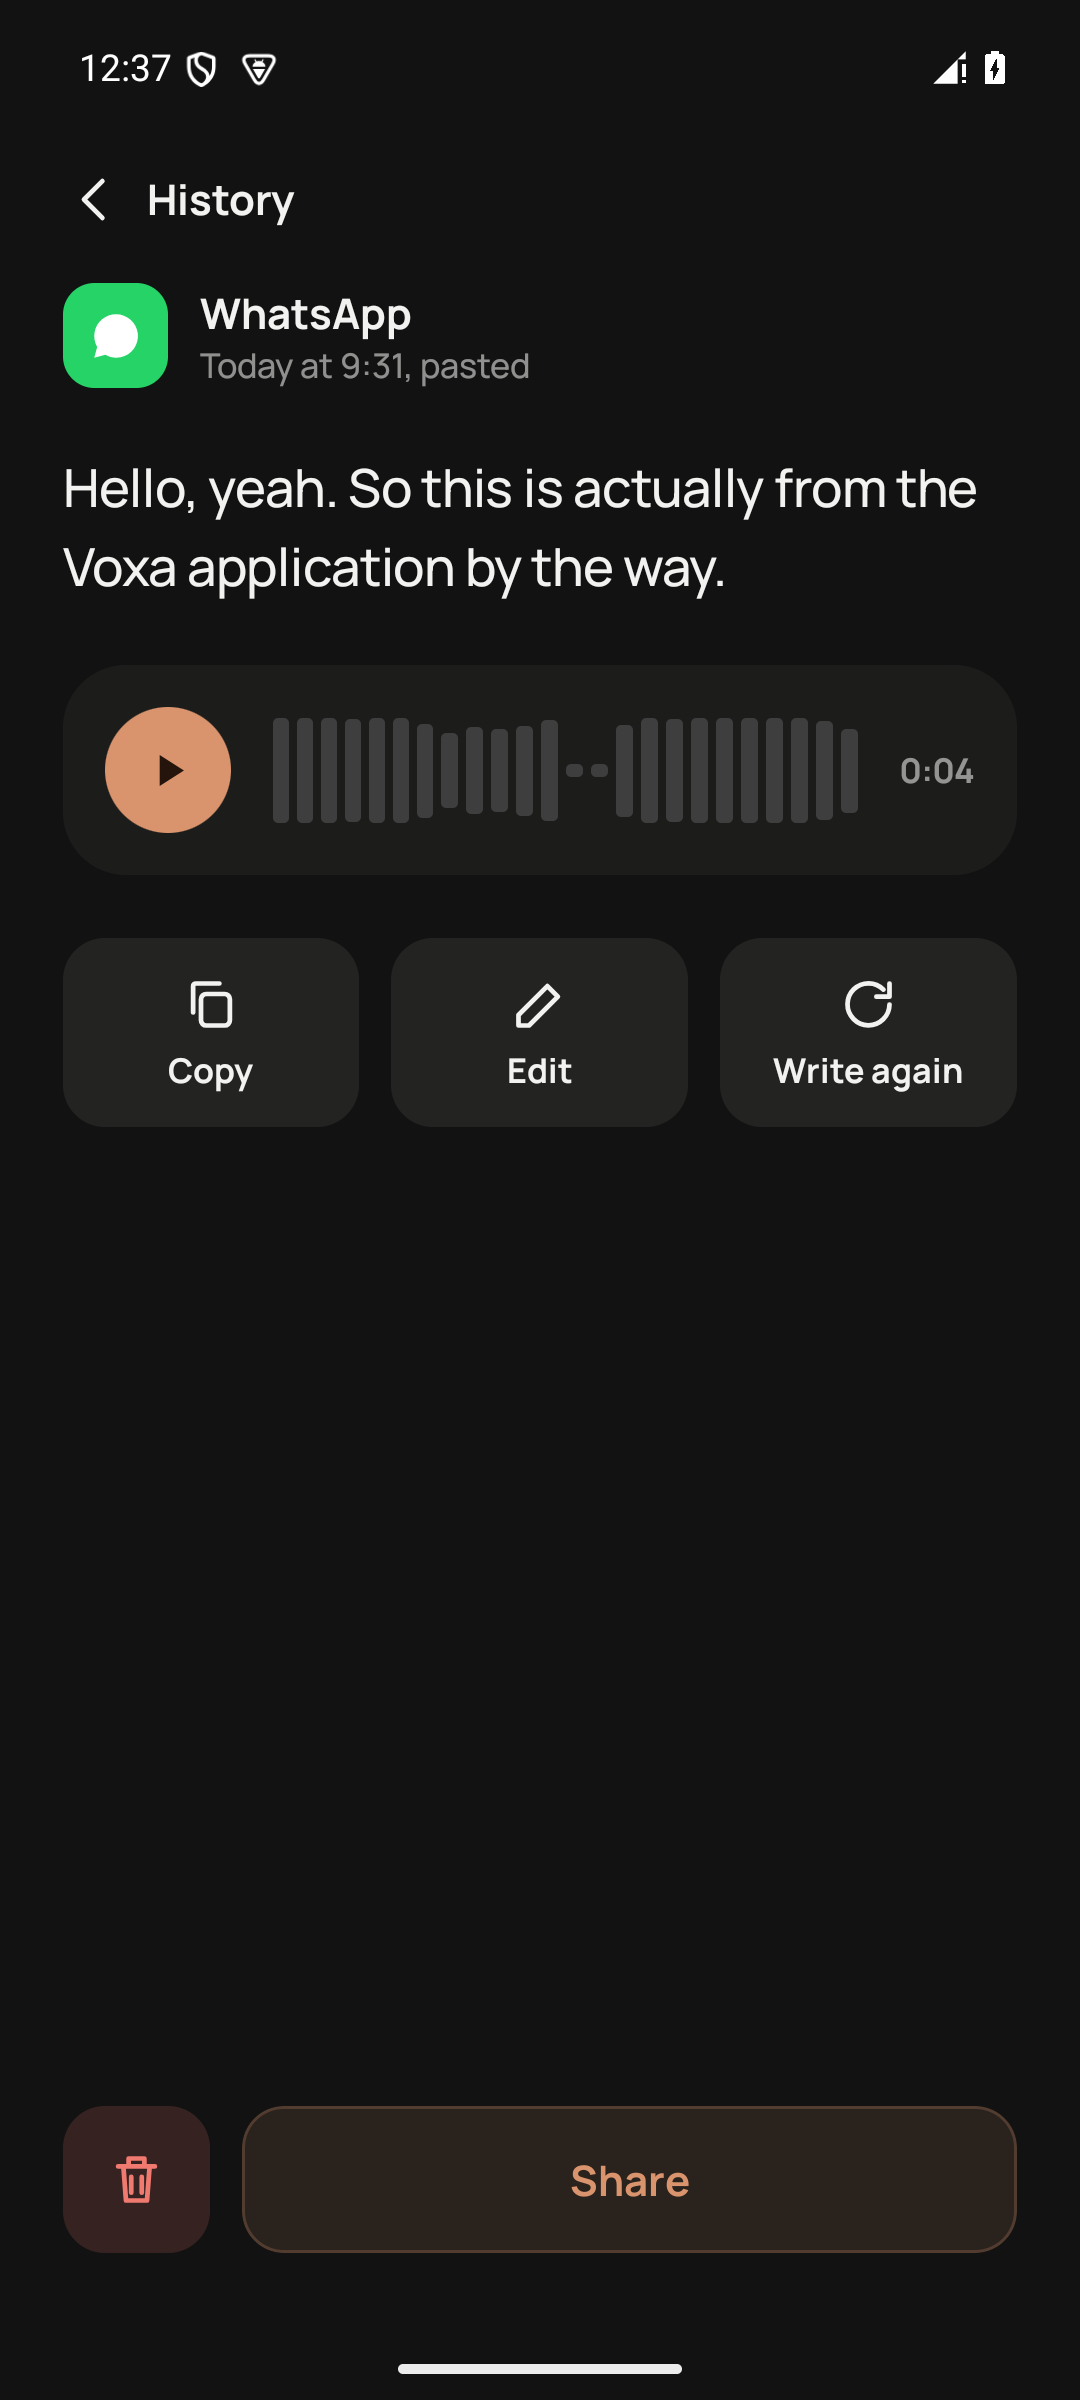 12:37
History
WhatsApp
Today at 9:31, pasted
Hello, yeah. So this is actually from the
Voxa application by the way.
0:04
Copy
Edit
Write again
Share